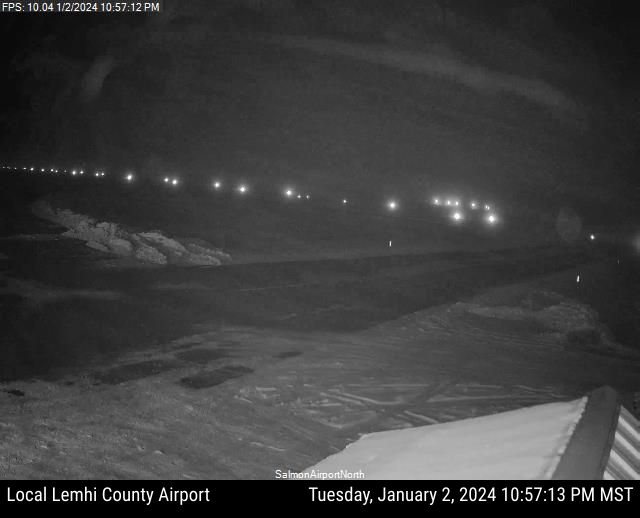 FPS: 10.04 1/2/2024 10:57:12 PM
SalmonAirportNorth
Local Lemhi County Airport Tuesday, January 2, 2024 10:57:13 PM MST